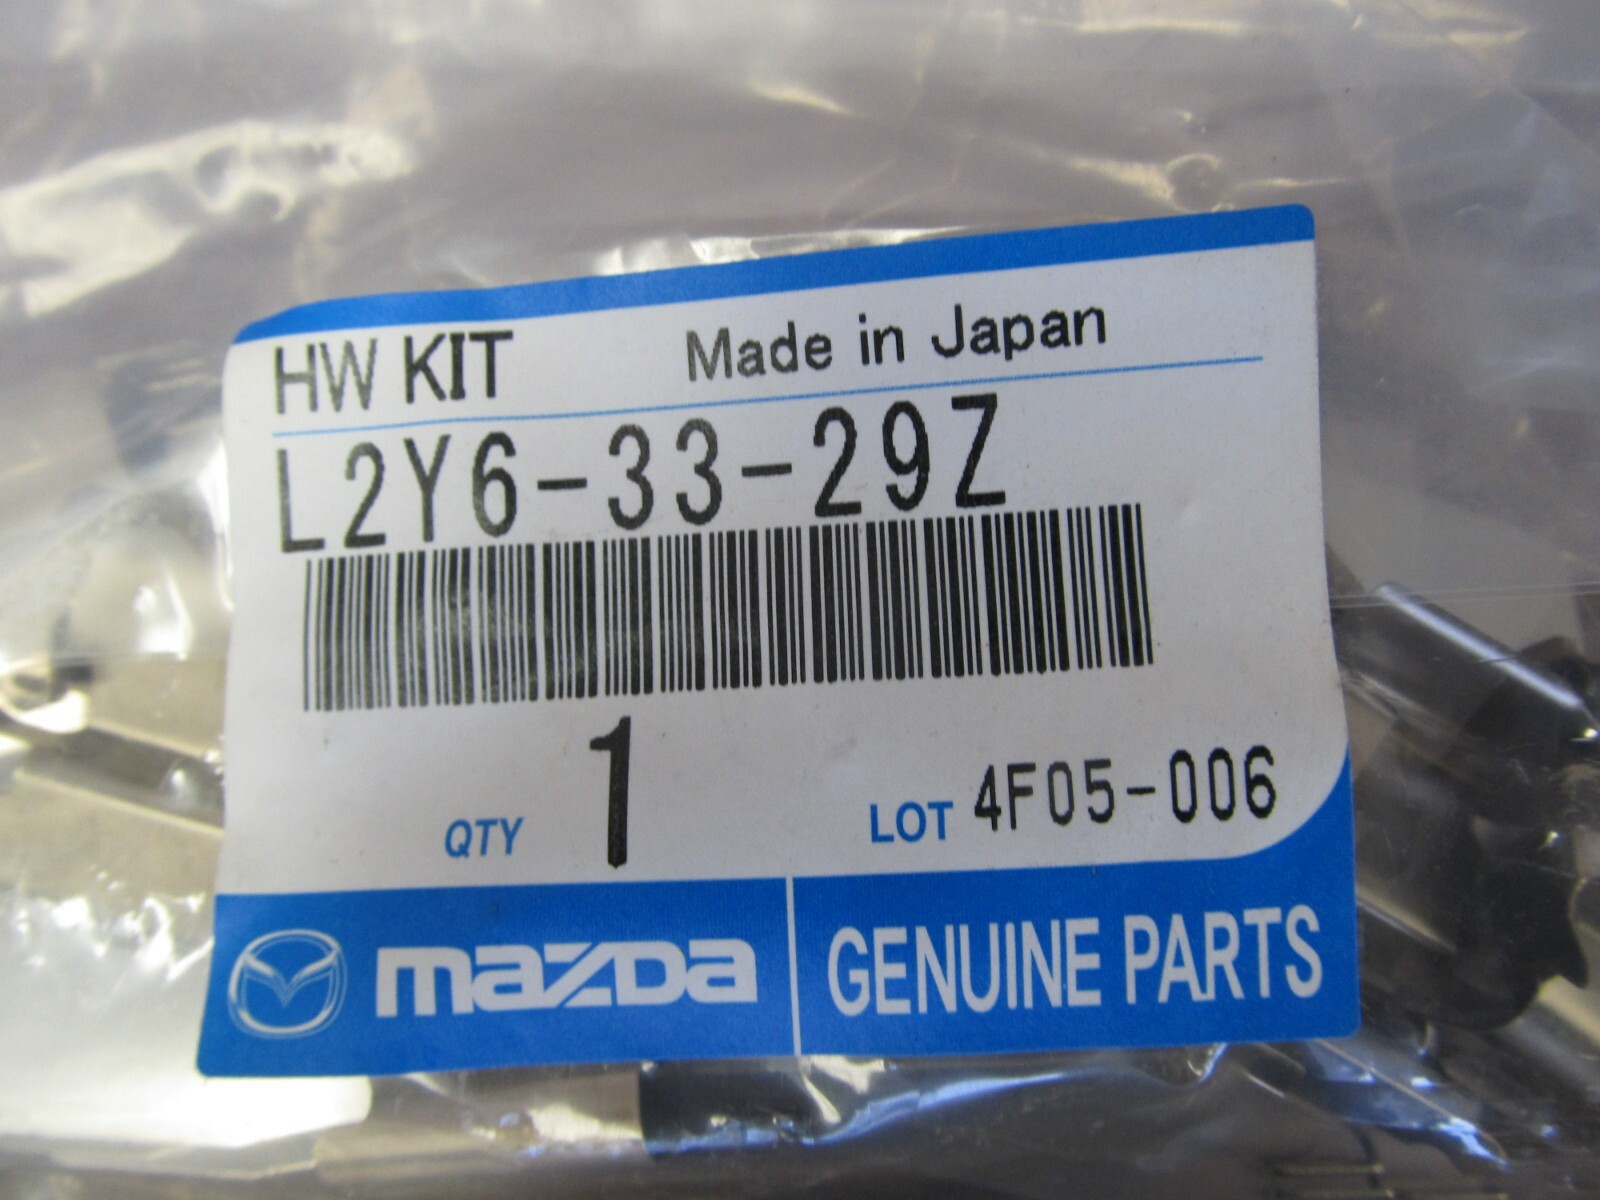 HW KIT Made in Japan
L2Y6-33-29Z
QTY 1 LOT 4F05-006
mazda GENUINE PARTS